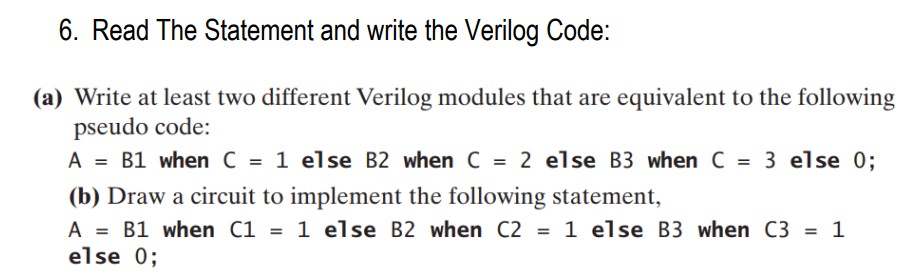 6. Read The Statement and write the Verilog Code:
(a) Write at least two different Verilog modules that are equivalent to the following
pseudo code:
A = B1 when C = 1 else B2 when C = 2 else B3 when C = 3 else 0;
(b) Draw a circuit to implement the following statement,
A = B1 when C1 = 1 else B2 when C2 = 1 else B3 when C3 = 1
else 0;